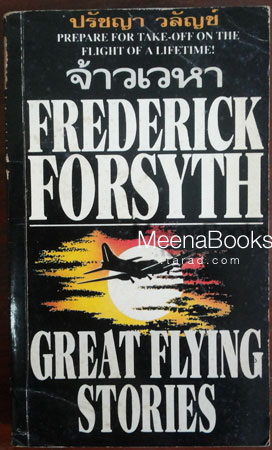 ปรัชญา วลัญช์
PREPARE FOR TAKE-OFF ON THE
FLIGHT OF A LIFETIME!
จ้าวเวหา
FREDERICK
FORSYTH
MeenaBooks
tarad.com
GREAT FLYING
STORIES